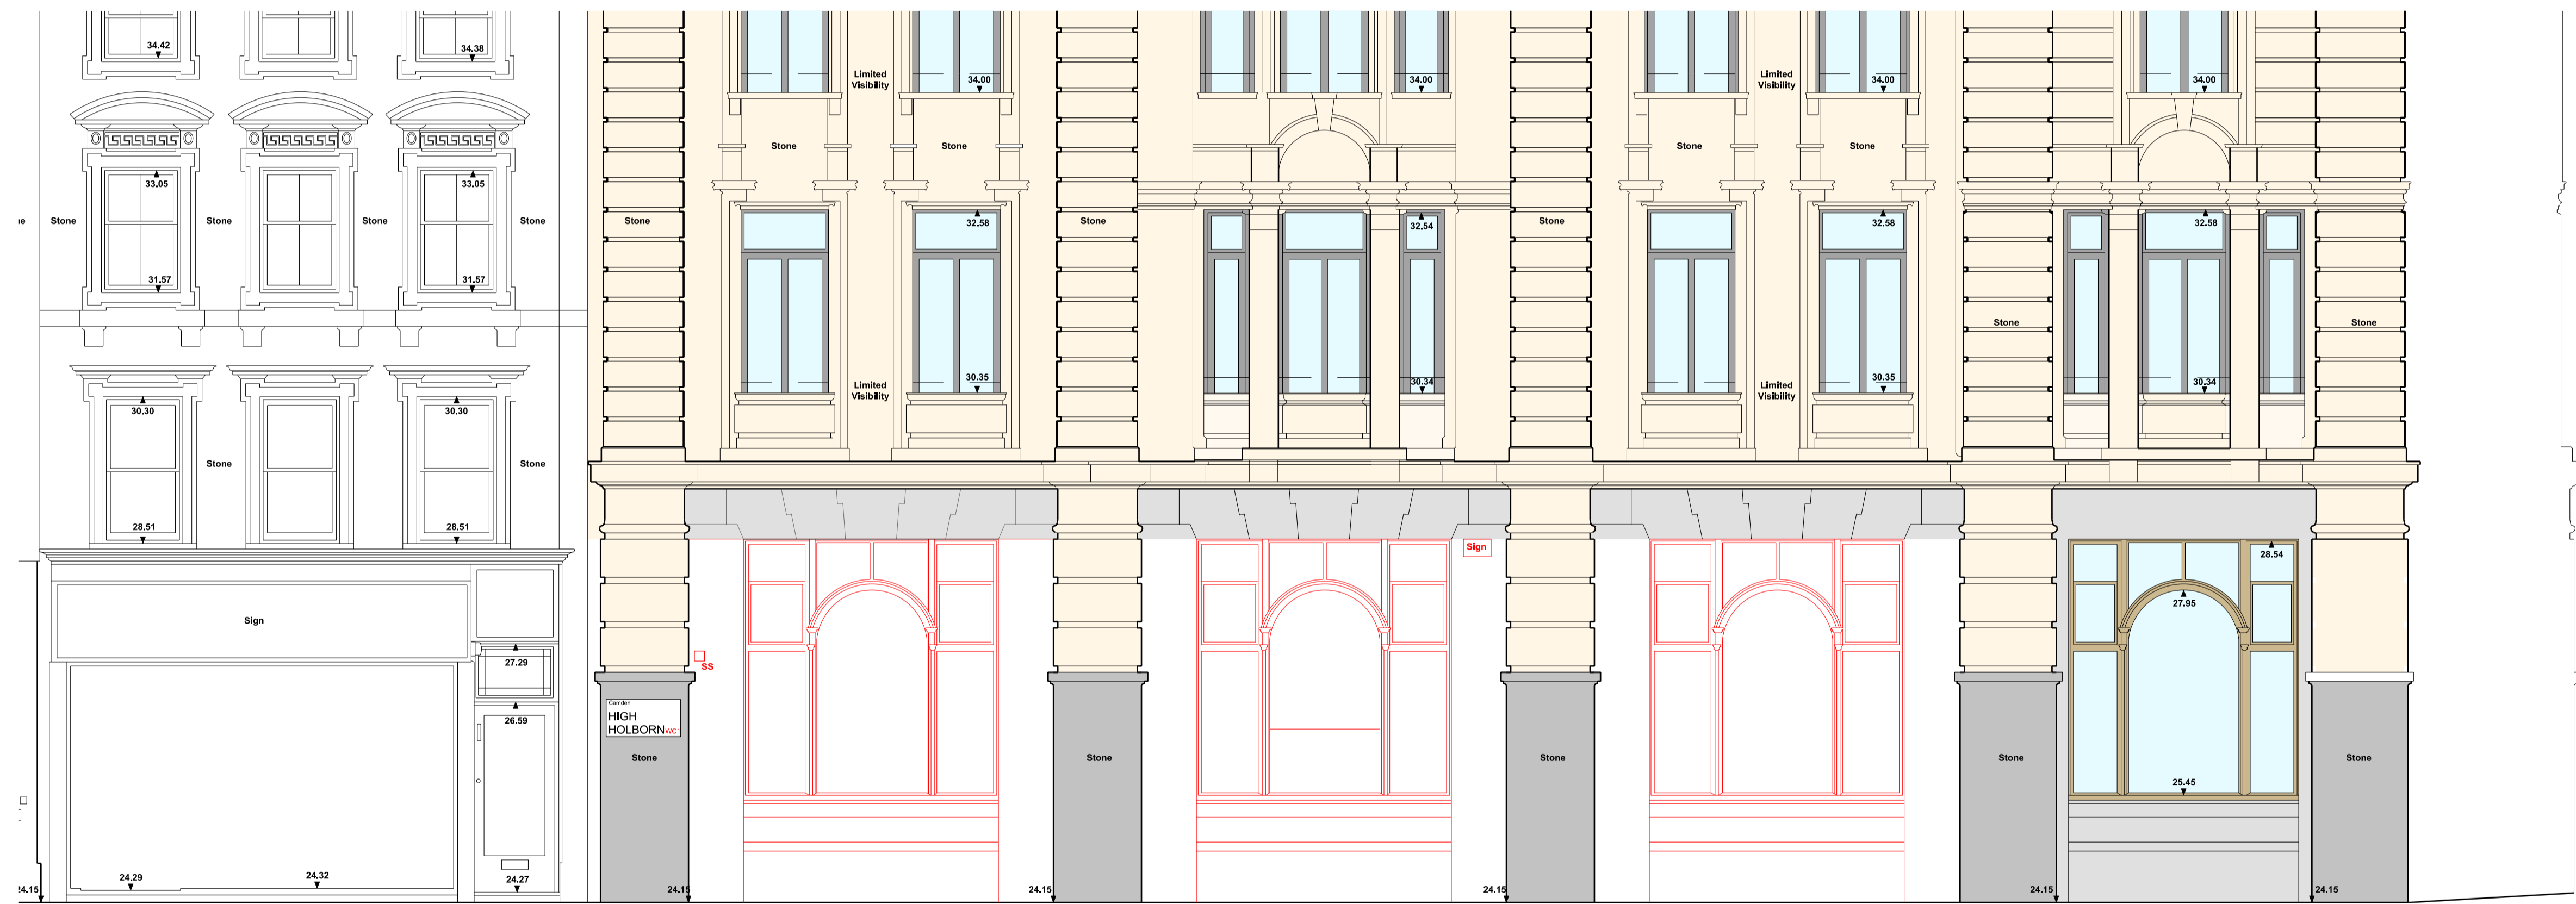 34.42
34.38
Limited
Visibility
34.00
34.00
Limited
Visibility
34.00
34.00
Stone
Stone
Stone
Stone
33.05
33.05
Stone
Stone
Stone
Stone
Stone
32.58
Stone
32.54
Stone
32.58
32.58
31.57
31.57
Stone
Stone
30.35
30.34
30.35
30.34
Limited
Visibility
Limited
Visibility
30.30
30.30
Stone
Stone
28.51
28.51
Sign
28.54
27.95
Sign
27.29
SS
26.59
Camden
HIGH
HOLBORN WC1
Stone
Stone
Stone
Stone
Stone
25.45
24.29
24.32
24.27
24.15
24.15
24.15
24.15
24.15
24.15